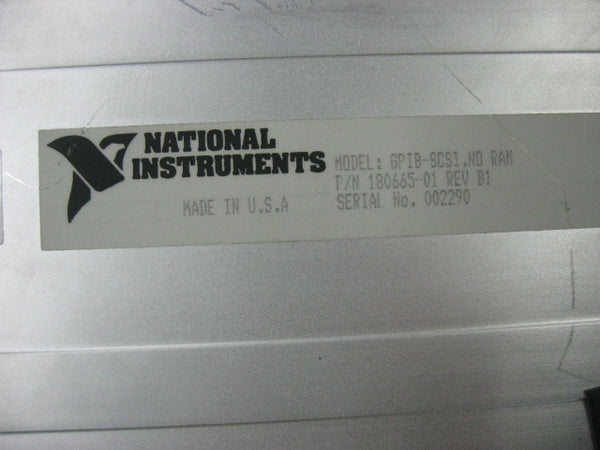 NATIONAL
INSTRUMENTS
MODEL: GPIB-SCSI.NO RAM
P/N 180665-01 REV B1
MADE IN U.S.A
SERIAL No. 002290